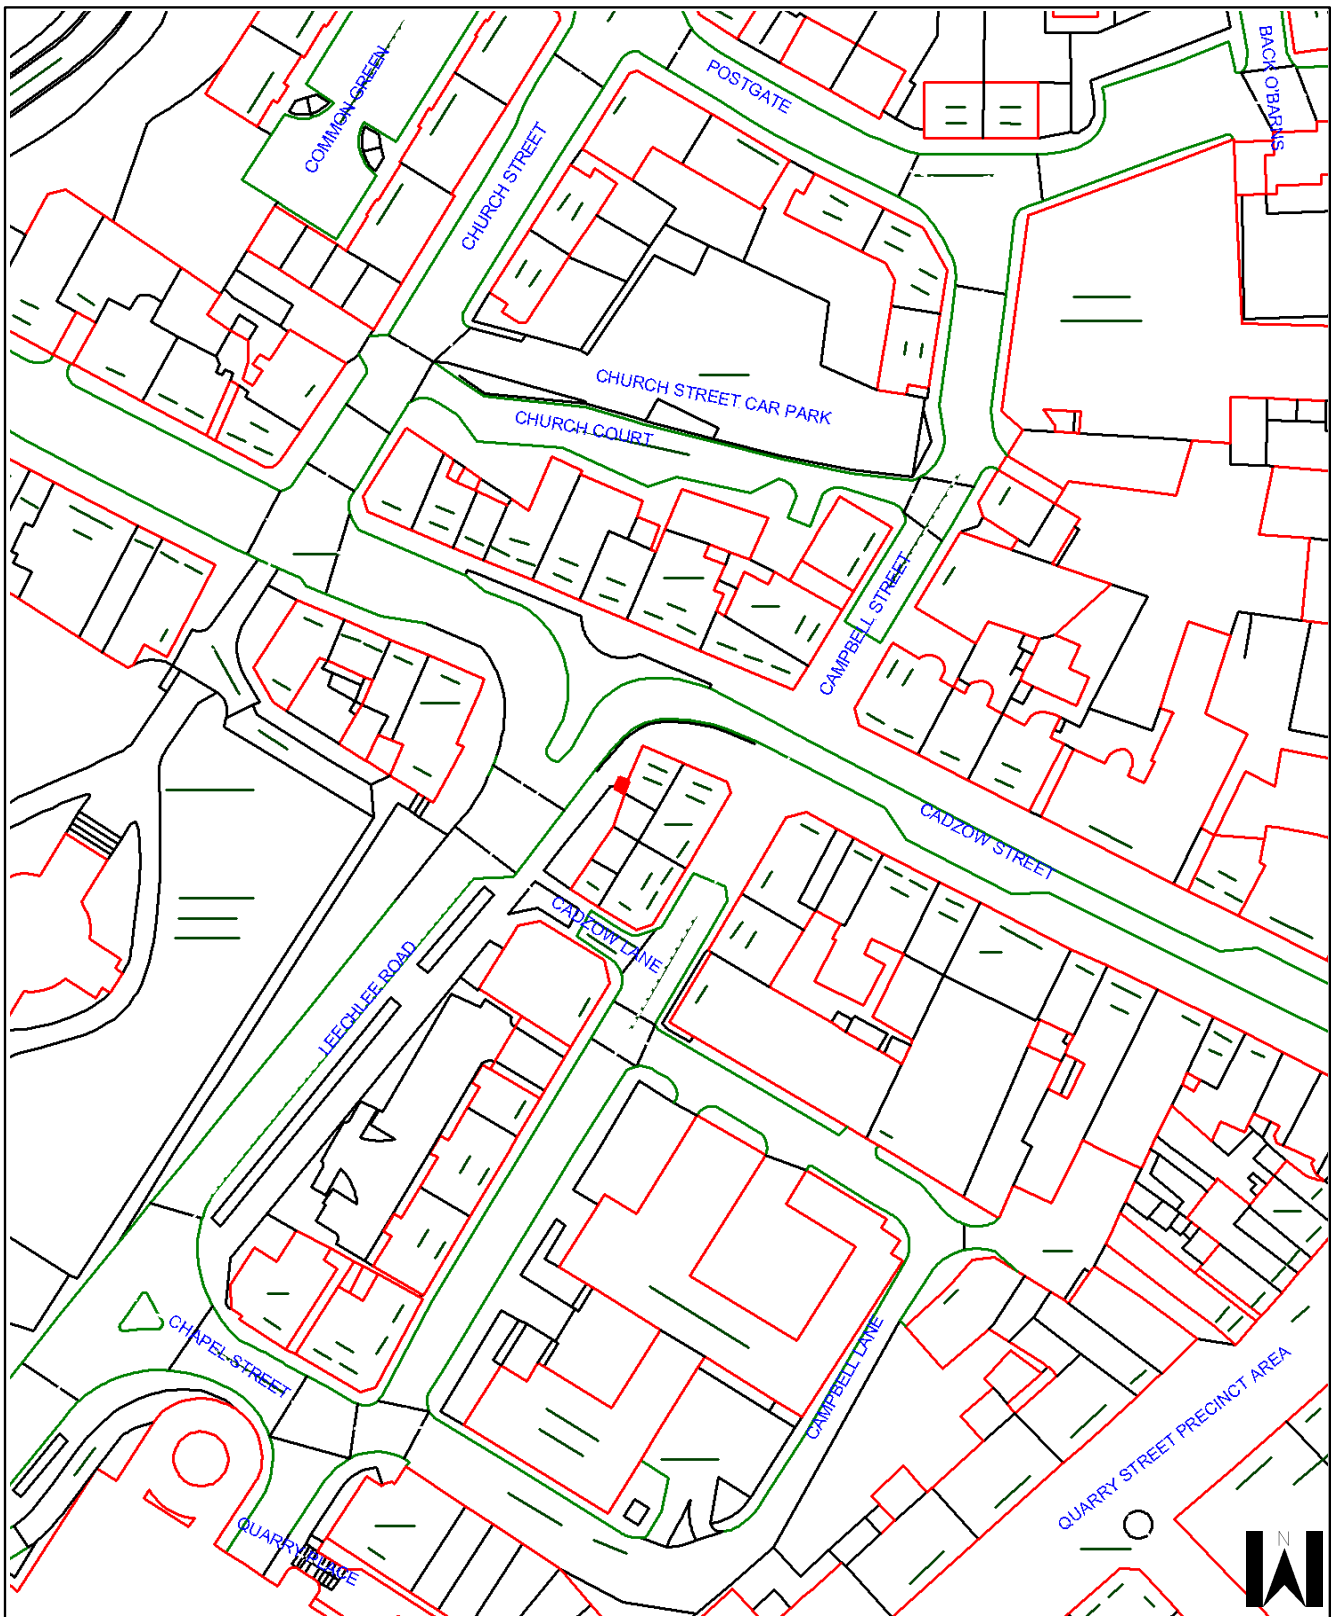 BACK O'BARNS
POSTGATE
COMMON GREEN
CHURCH STREET
CHURCH STREET CAR PARK
CHURCH COURT
CAMPBELL STREET
CADZOW STREET
CADZOW LANE
LEECHLEE ROAD
CHAPEL STREET
CAMPBELL LANE
QUARRY STREET PRECINCT AREA
QUARRY PLACE
N